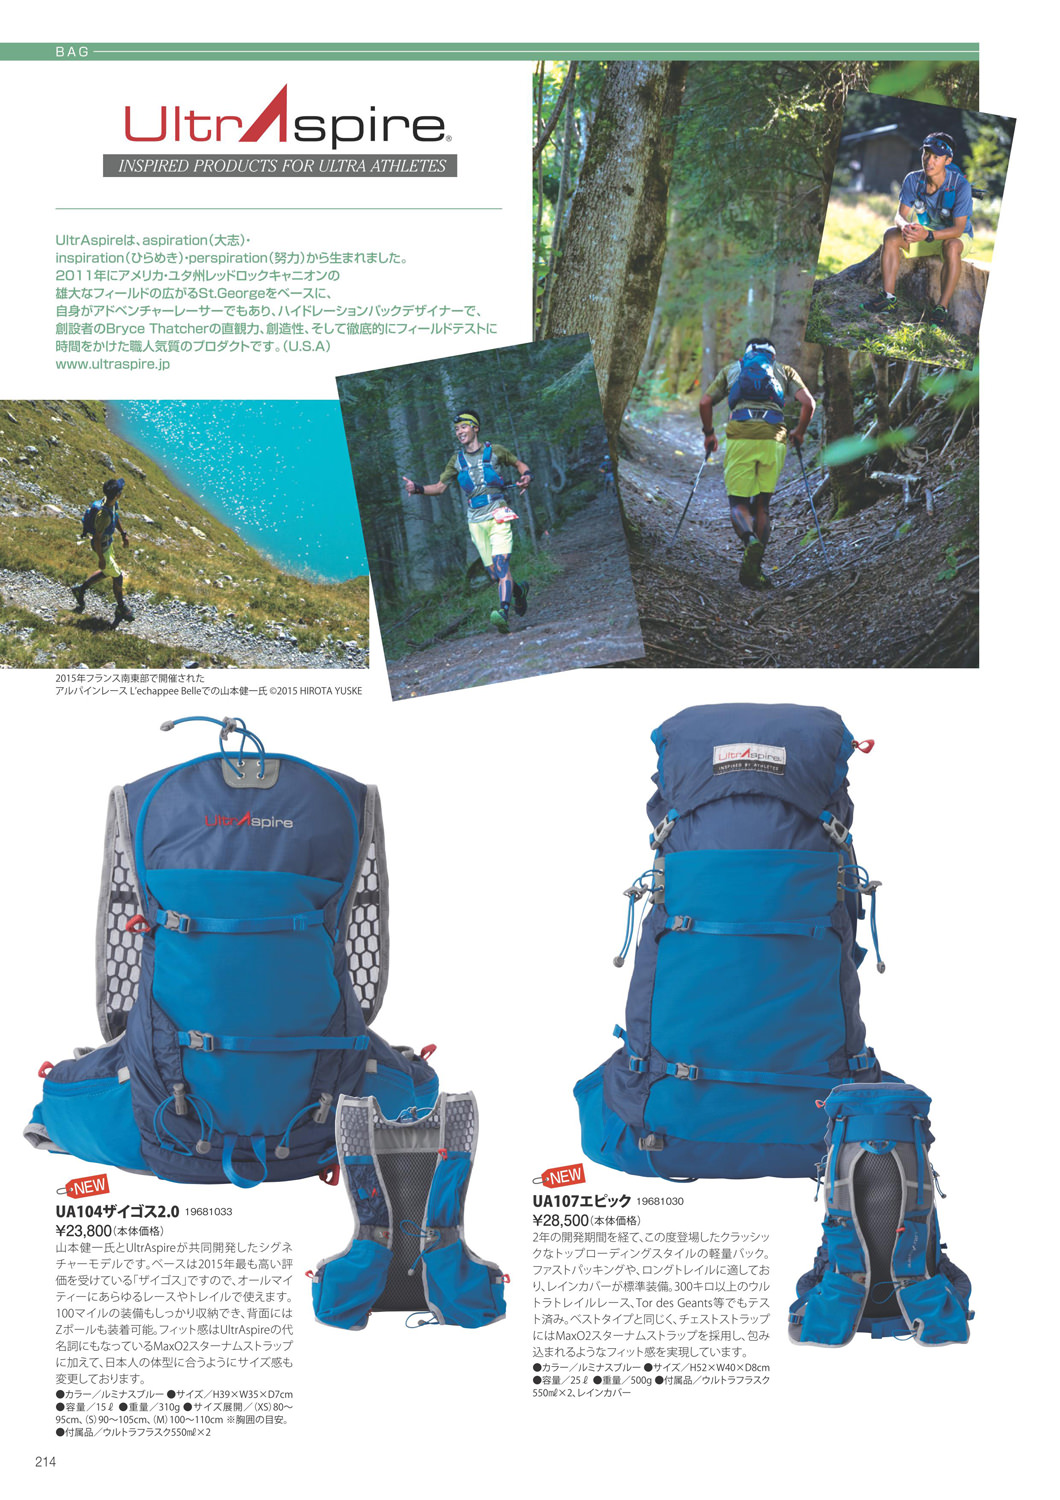 BAG
UltrAspire®
INSPIRED PRODUCTS FOR ULTRA ATHLETES
UltrAspireは、aspiration（大志）・
inspiration（ひらめき）・perspiration（努力）から生まれました。
2011年にアメリカ・ユタ州レッドロックキャニオンの
雄大なフィールドの広がるSt.Georgeをベースに、
自身がアドベンチャーレーサーでもあり、ハイドレーションパックデザイナーで、
創設者のBryce Thatcherの直観力、創造性、そして徹底的にフィールドテストに
時間をかけた職人気質のプロダクトです。（U.S.A）
www.ultraspire.jp
2015年フランス南東部で開催された
アルパインレース L'echappee Belleでの山本健一氏 ©2015 HIROTA YUSKE
UltrAspire
UltrAspire
INSPIRED BY ATHLETES
NEW
UA104ザイゴス2.0 19681033
¥23,800（本体価格）
山本健一氏とUltrAspireが共同開発したシグネ
チャーモデルです。ベースは2015年最も高い評
価を受けている「ザイゴス」ですので、オールマイ
ティーにあらゆるレースやトレイルで使えます。
100マイルの装備もしっかり収納でき、背面には
Zポールも装着可能。フィット感はUltrAspireの代
名詞にもなっているMaxO2スターナムストラップ
に加えて、日本人の体型に合うようにサイズ感も
変更しております。
●カラー／ルミナスブルー ●サイズ／H39×W35×D7cm
●容量／15ℓ ●重量／310g ●サイズ展開／（XS）80〜
95cm、（S）90〜105cm、（M）100〜110cm ※胸囲の目安。
●付属品／ウルトラフラスク550㎖×2
NEW
UA107エピック 19681030
¥28,500（本体価格）
2年の開発期間を経て、この度登場したクラッシッ
クなトップローディングスタイルの軽量パック。
ファストパッキングや、ロングトレイルに適してお
り、レインカバーが標準装備。300キロ以上のウル
トラトレイルレース、Tor des Geants等でもテス
ト済み。ベストタイプと同じく、チェストストラップ
にはMaxO2スターナムストラップを採用し、包み
込まれるようなフィット感を実現しています。
●カラー／ルミナスブルー ●サイズ／H52×W40×D8cm
●容量／25ℓ ●重量／500g ●付属品／ウルトラフラスク
550㎖×2、レインカバー
214